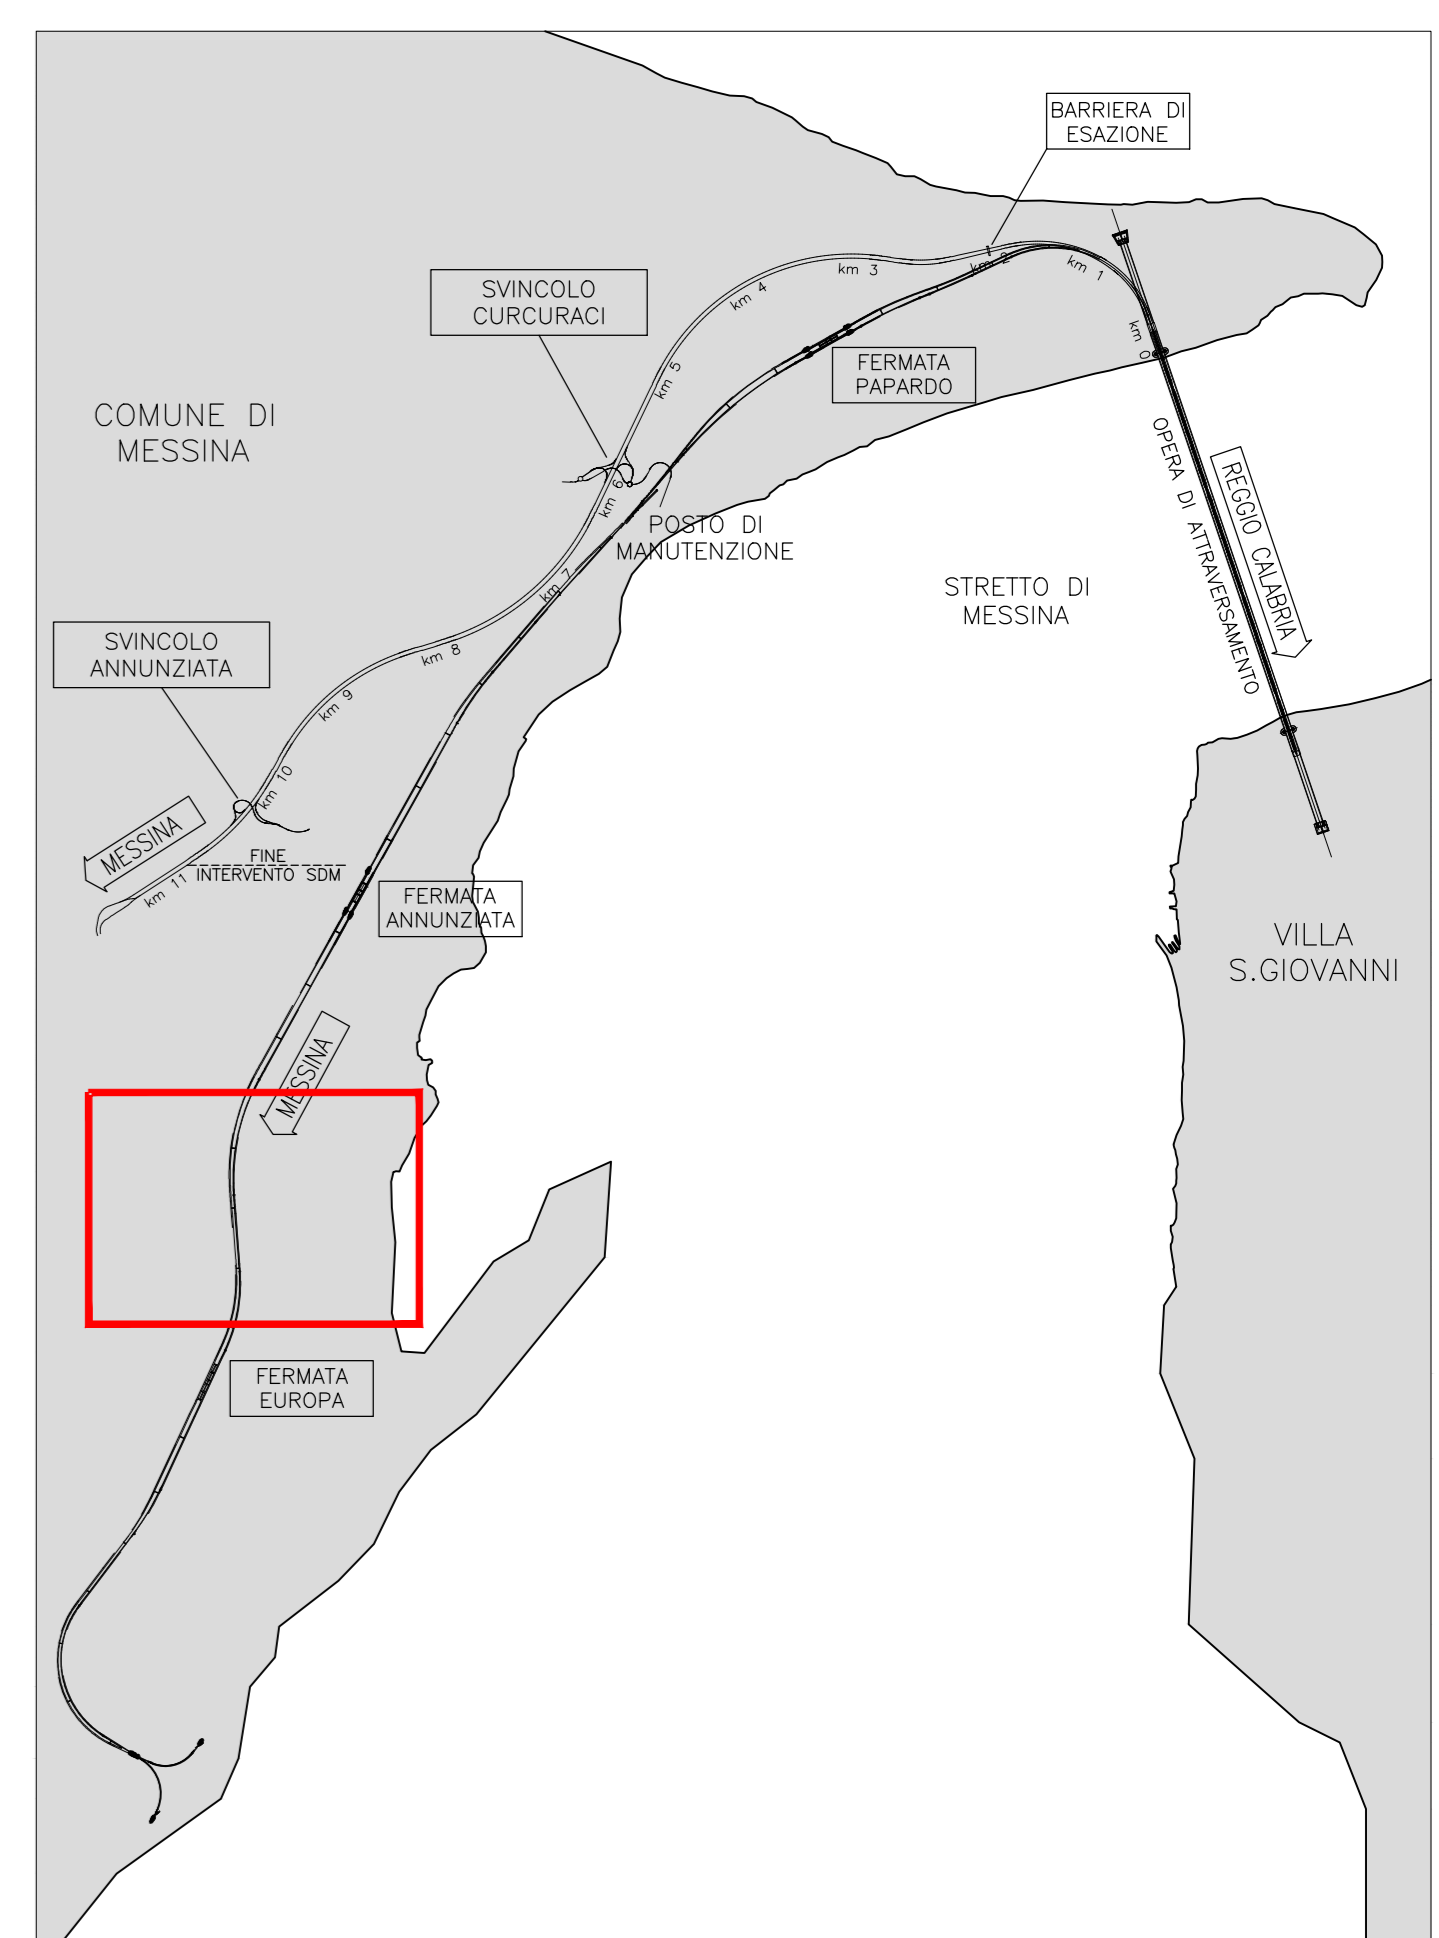 BARRIERA DI
ESAZIONE
SVINCOLO
CURCURACI
km 4
km 3
km 2
km 1
km 0
FERMATA
PAPARDO
km 5
COMUNE DI
MESSINA
km 6
POSTO DI
MANUTENZIONE
OPERA DI ATTRAVERSAMENTO
REGGIO CALABRIA
STRETTO DI
MESSINA
km 7
SVINCOLO
ANNUNZIATA
km 8
km 9
km 10
MESSINA
FINE
INTERVENTO SDM
km 11
FERMATA
ANNUNZIATA
VILLA
S.GIOVANNI
MESSINA
FERMATA
EUROPA